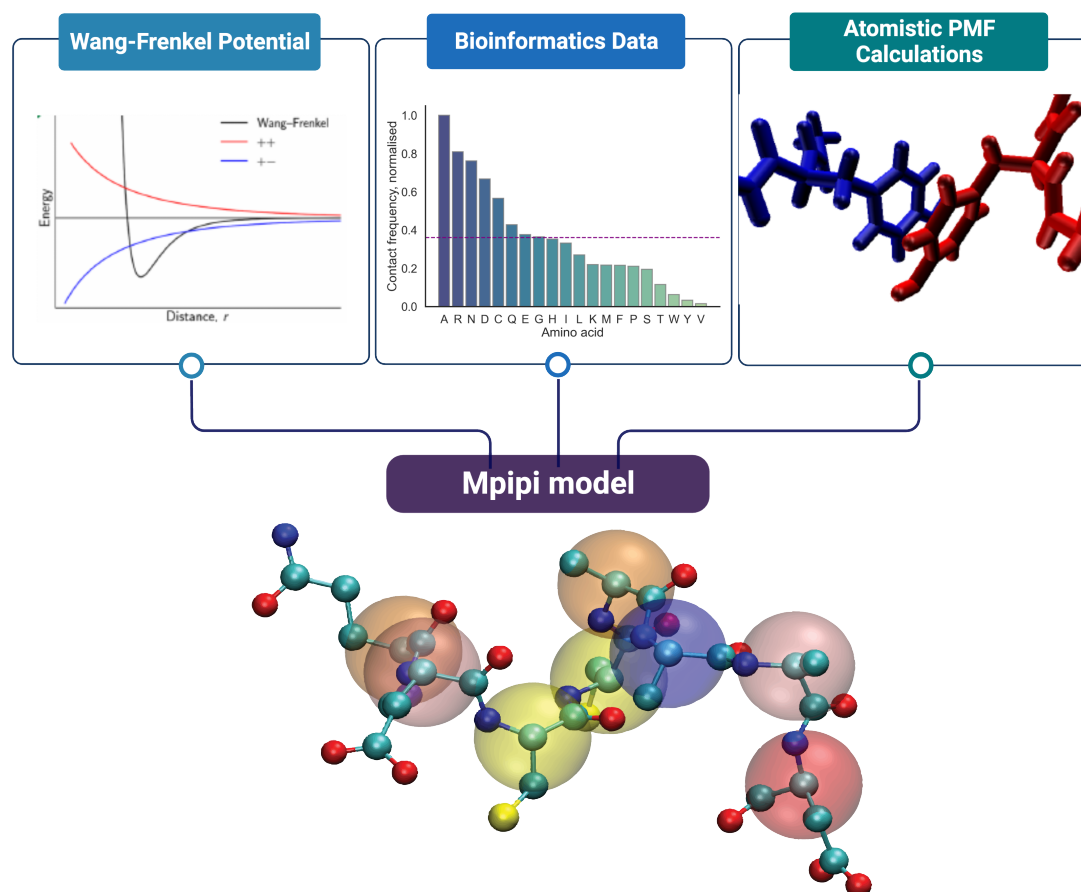 Wang-Frenkel Potential
Bioinformatics Data
Atomistic PMF
Calculations
Energy
Wang–Frenkel
++
+−
Distance, r
Contact frequency, normalised
1.0
0.8
0.6
0.4
0.2
0.0
A R N D C Q E G H I L K M F P S T W Y V
Amino acid
Mpipi model